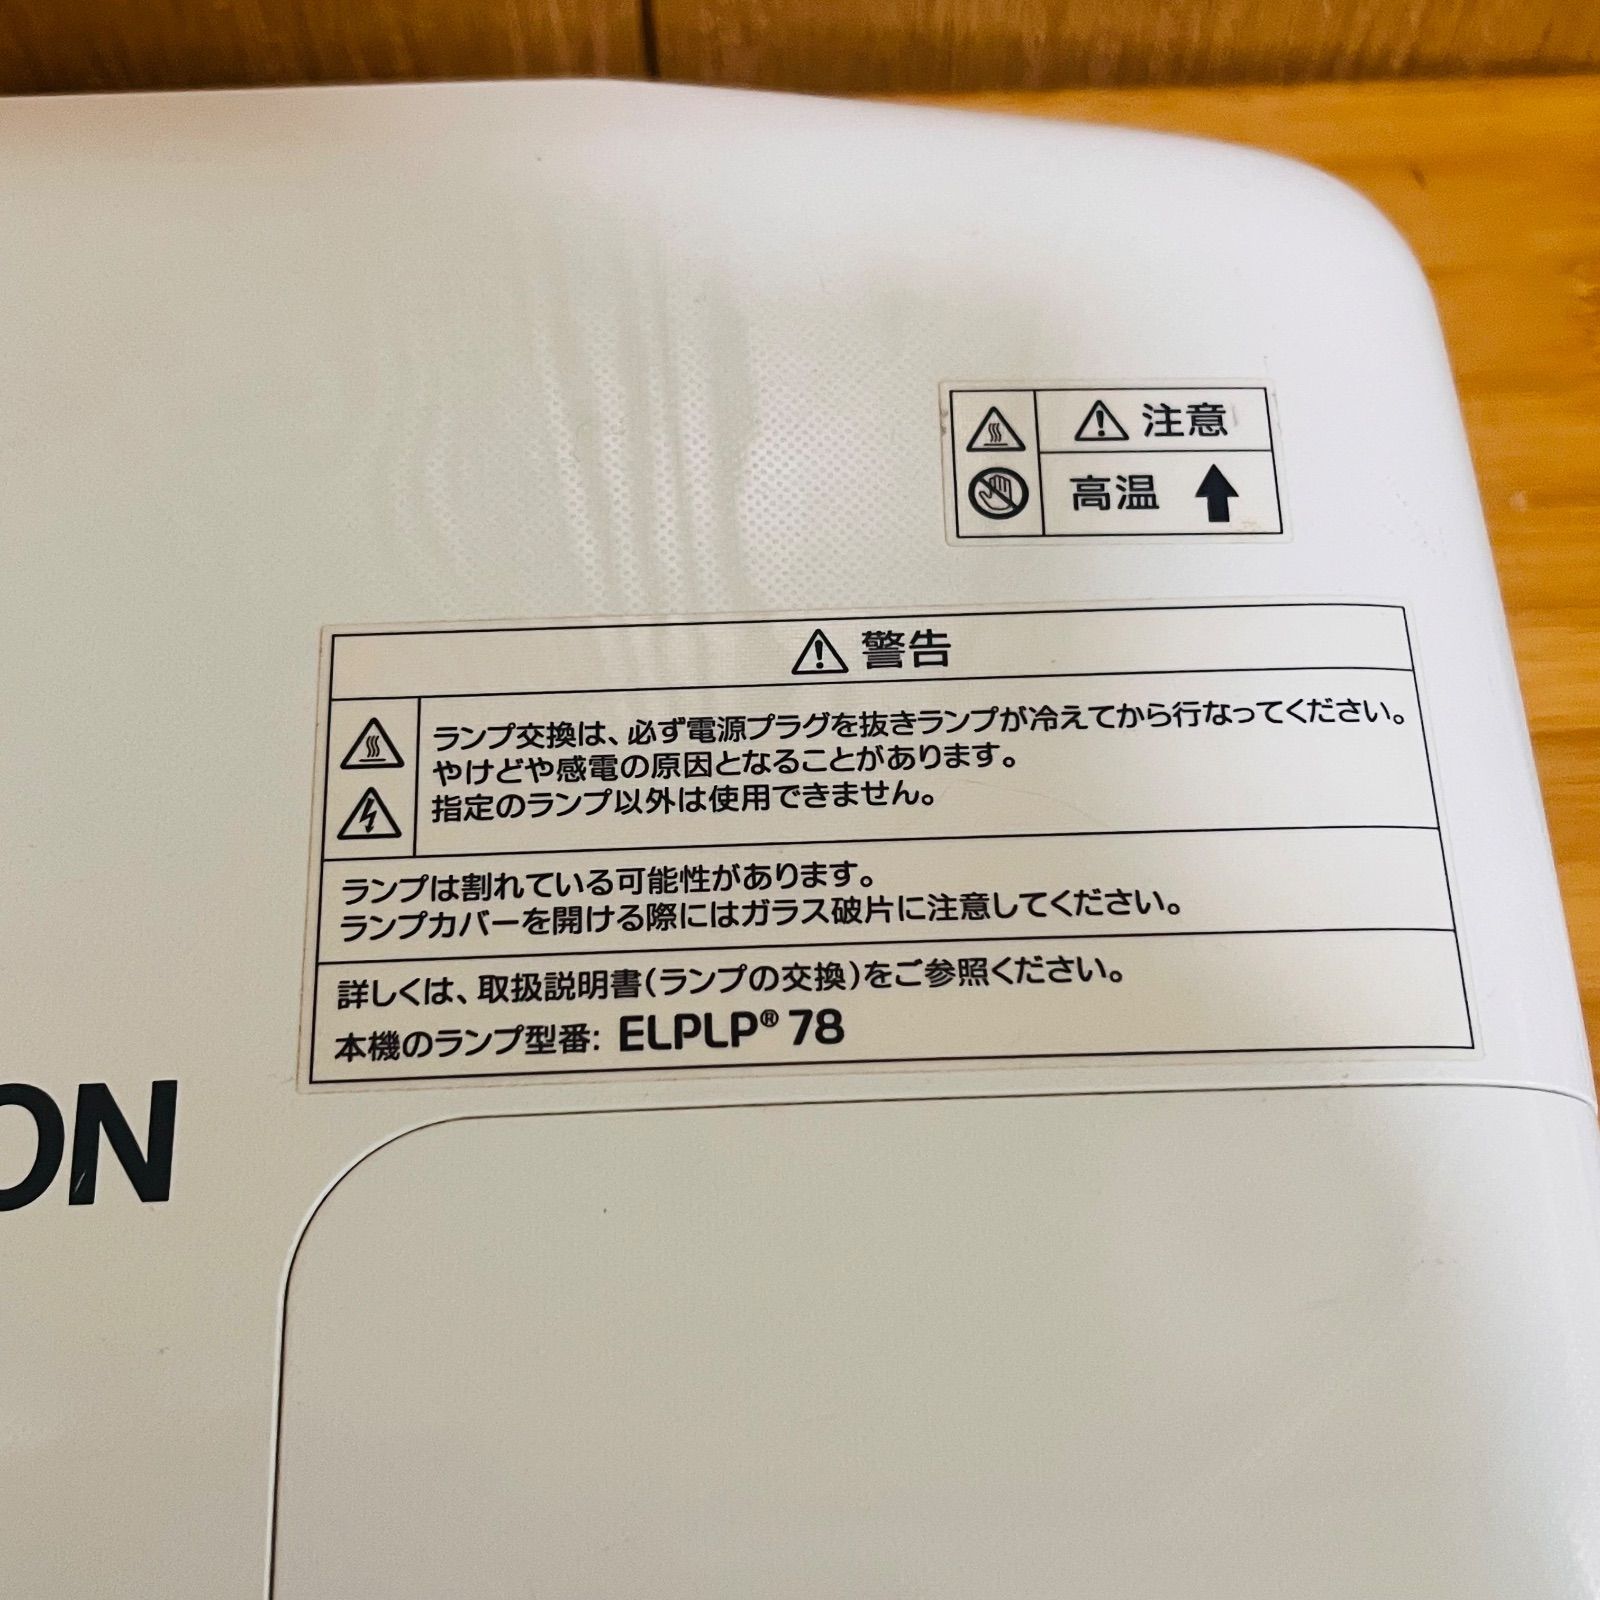 注意
高温
警告
ランプ交換は、必ず電源プラグを抜きランプが冷えてから行なってください。
やけどや感電の原因となることがあります。
指定のランプ以外は使用できません。
ランプは割れている可能性があります。
ランプカバーを開ける際にはガラス破片に注意してください。
詳しくは、取扱説明書(ランプの交換)をご参照ください。
本機のランプ型番: ELPLP® 78
ON